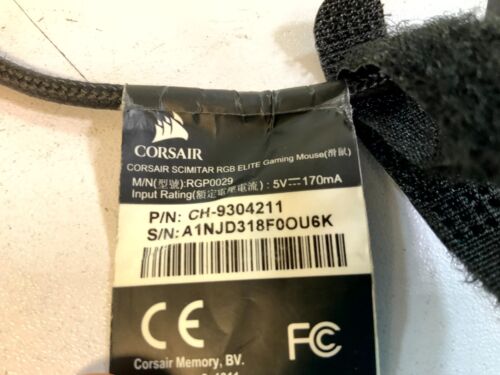 CORSAIR
CORSAIR SCIMITAR RGB ELITE Gaming Mouse(滑鼠)
M/N(型號):RGP0029
Input Rating(額定電壓電流) : 5V⎓170mA
P/N: CH-9304211
S/N: A1NJD318F0OU6K
CE FC
Corsair Memory, BV.